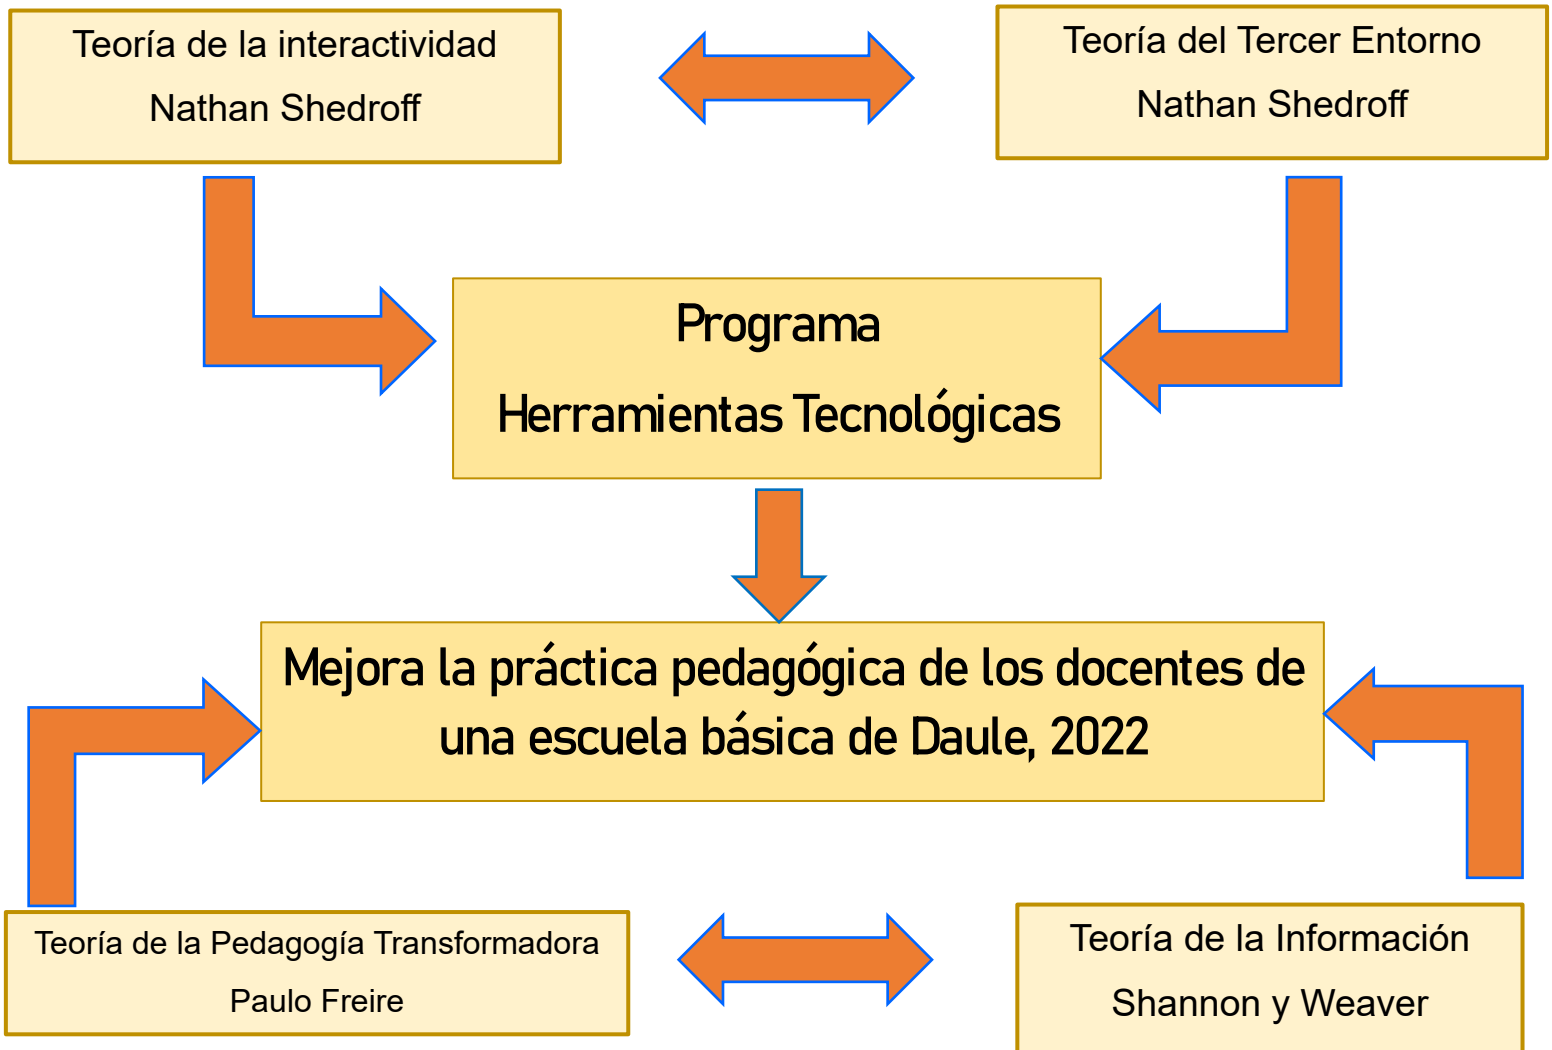 Teoría de la interactividad
Nathan Shedroff
Teoría del Tercer Entorno
Nathan Shedroff
Programa
Herramientas Tecnológicas
Mejora la práctica pedagógica de los docentes de
una escuela básica de Daule, 2022
Teoría de la Pedagogía Transformadora
Paulo Freire
Teoría de la Información
Shannon y Weaver